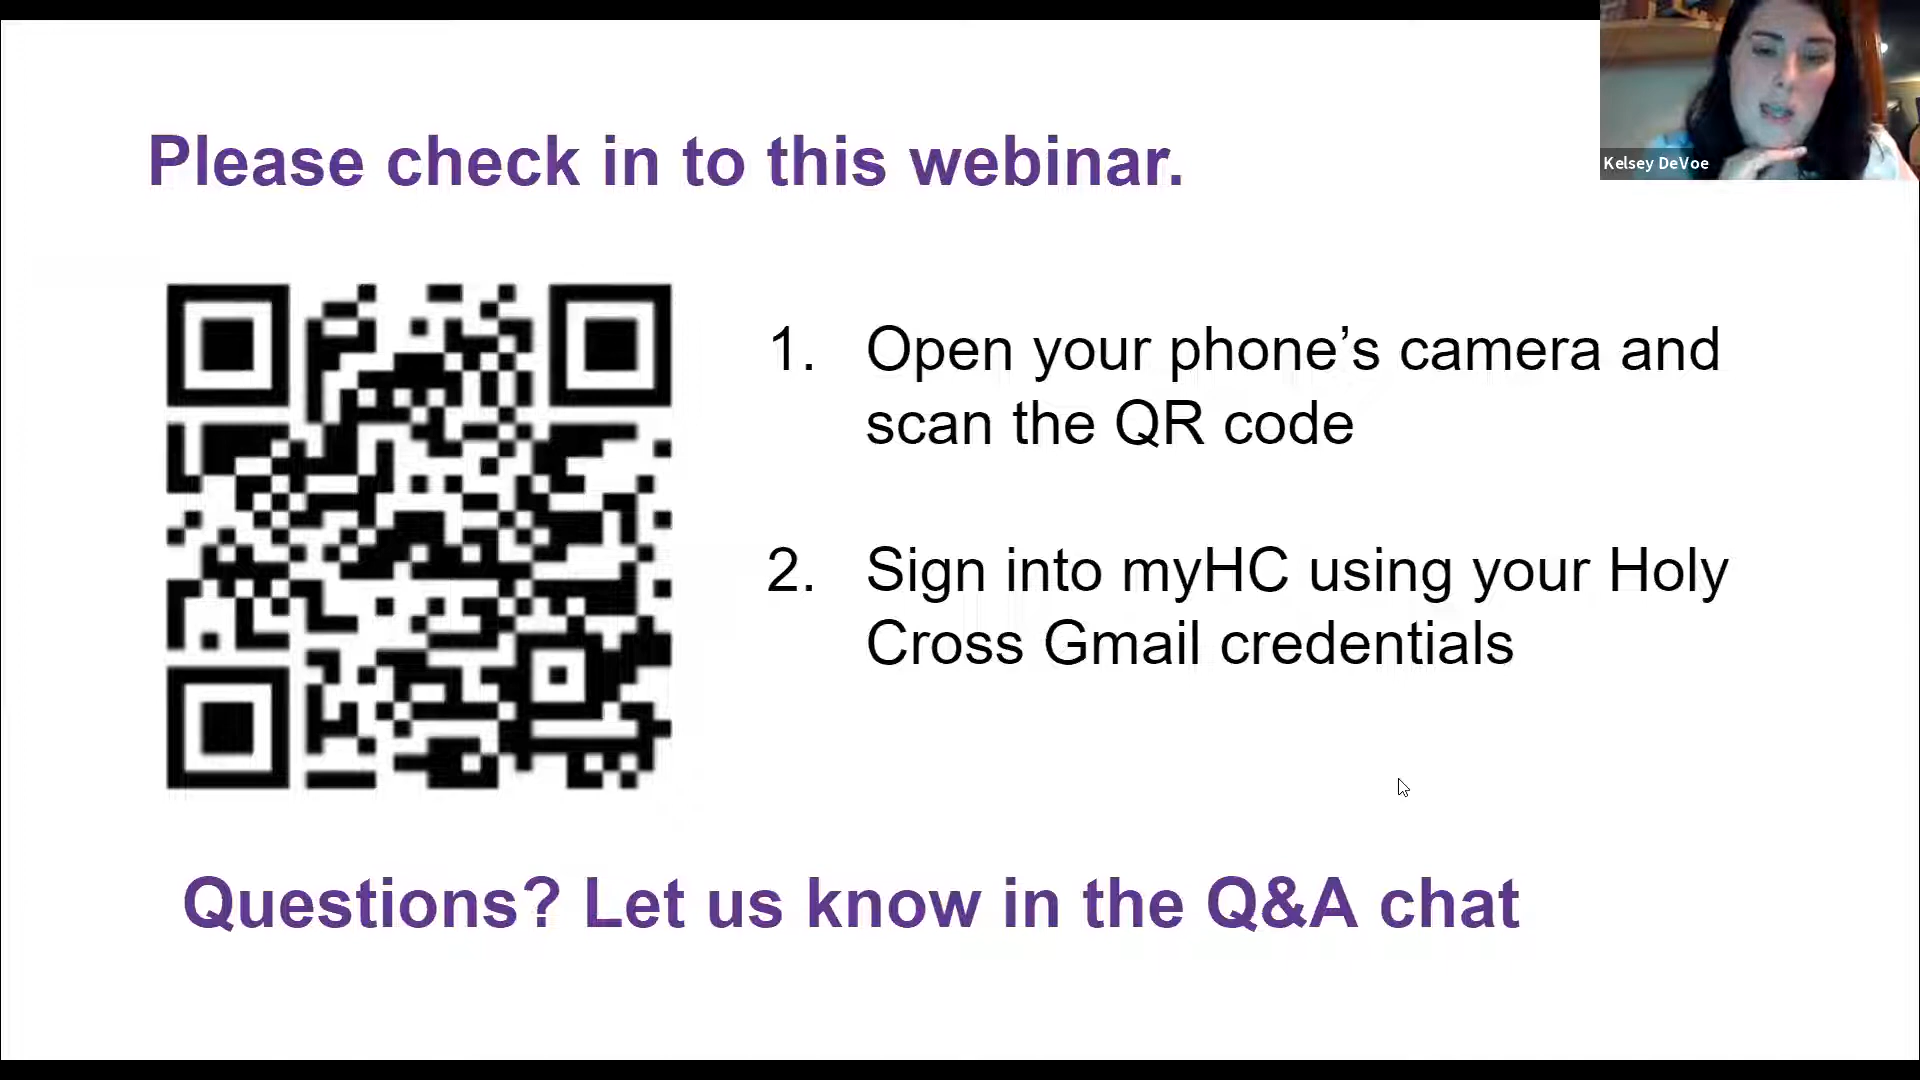 Please check in to this webinar.
Kelsey DeVoe
1. Open your phone’s camera and
scan the QR code
2. Sign into myHC using your Holy
Cross Gmail credentials
Questions? Let us know in the Q&A chat